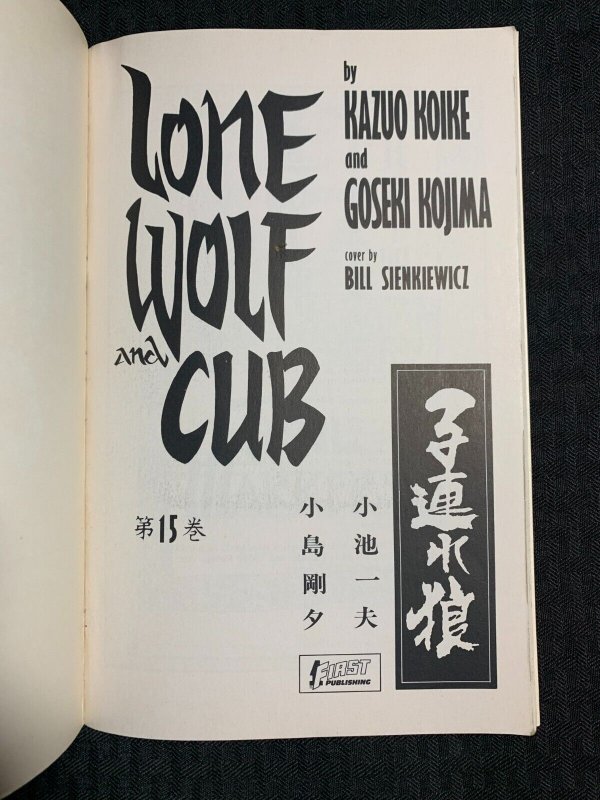 LONE
WOLF
and
CUB
by
KAZUO KOIKE
and
GOSEKI KOJIMA
cover by
BILL SIENKIEWICZ
子連れ狼
小池一夫
小島剛夕
第15巻
FIRST
PUBLISHING